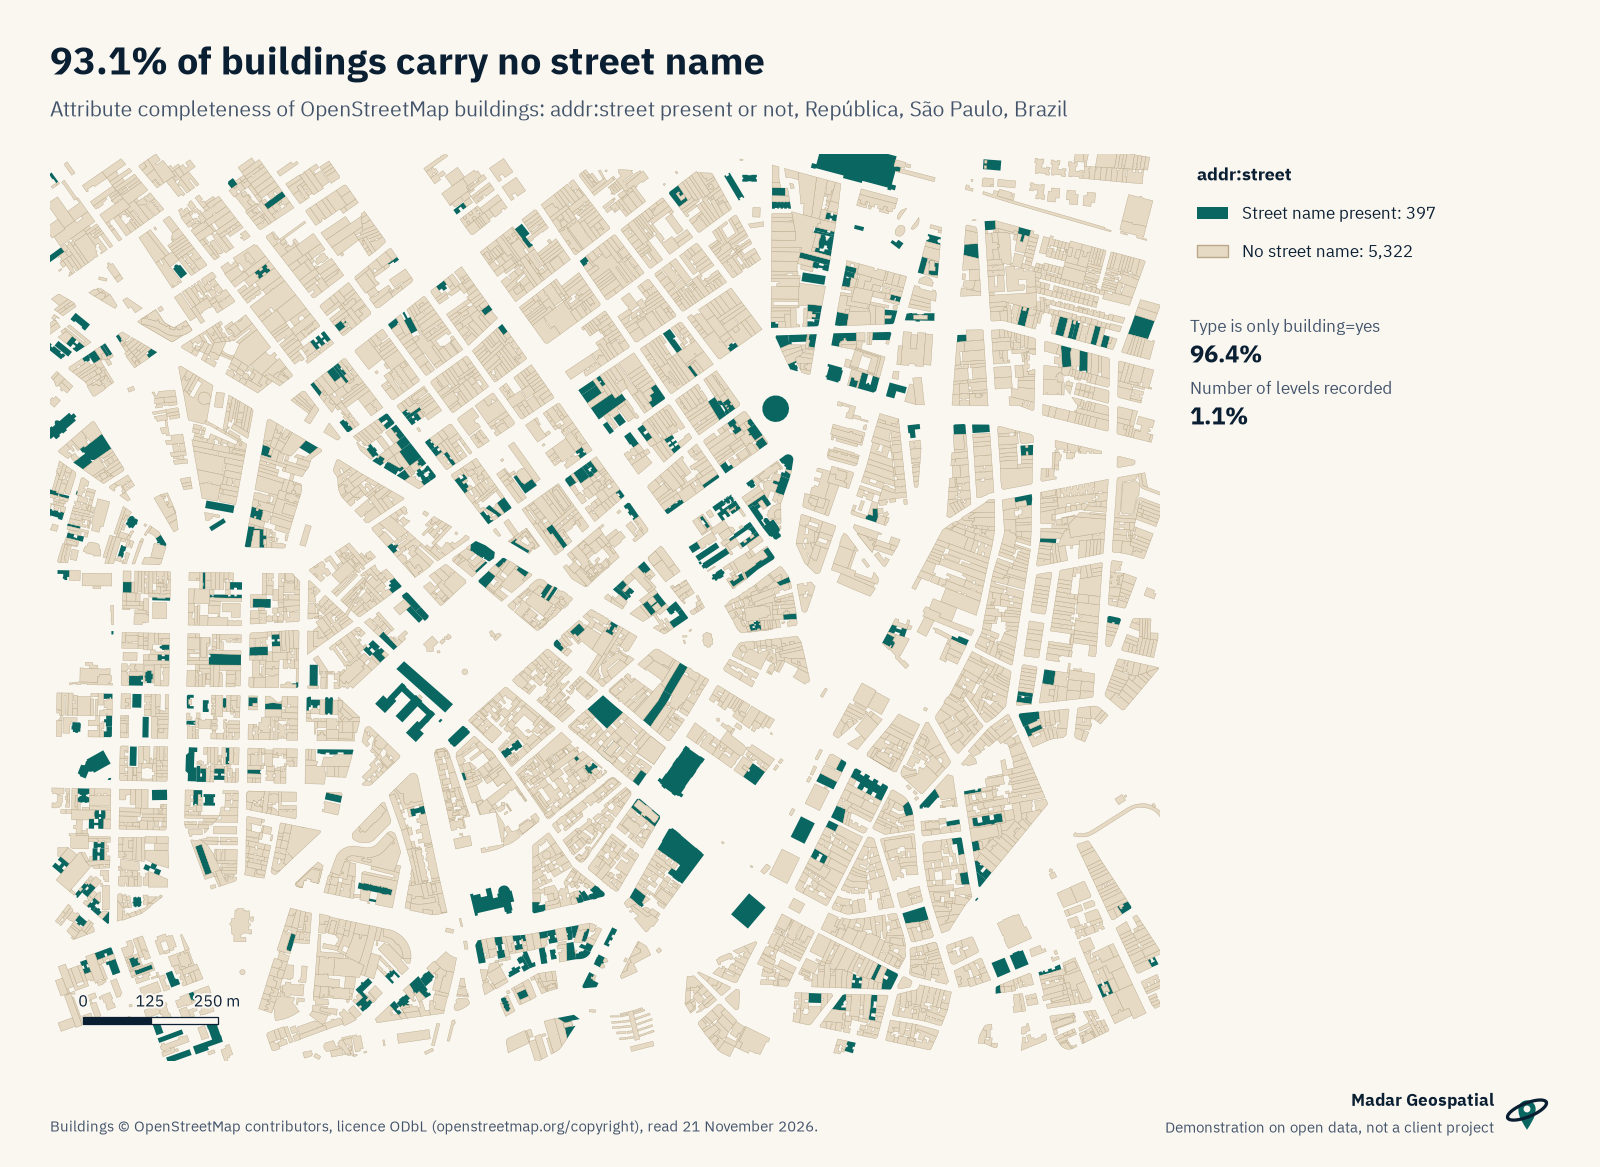 93.1% of buildings carry no street name
Attribute completeness of OpenStreetMap buildings: addr:street present or not, República, São Paulo, Brazil
addr:street
Street name present: 397
No street name: 5,322
Type is only building=yes
96.4%
Number of levels recorded
1.1%
0 125 250 m
Madar Geospatial
Buildings © OpenStreetMap contributors, licence ODbL (openstreetmap.org/copyright), read 21 November 2026.
Demonstration on open data, not a client project